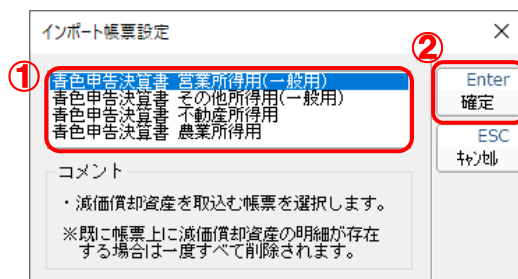 インポート帳票設定
①
②
青色申告決算書 営業所得用(一般用)
青色申告決算書 その他所得用(一般用)
青色申告決算書 不動産所得用
青色申告決算書 農業所得用
Enter
確定
ESC
ｷｬﾝｾﾙ
コメント
・減価償却資産を取込む帳票を選択します。
※既に帳票上に減価償却資産の明細が存在
する場合は一度すべて削除されます。